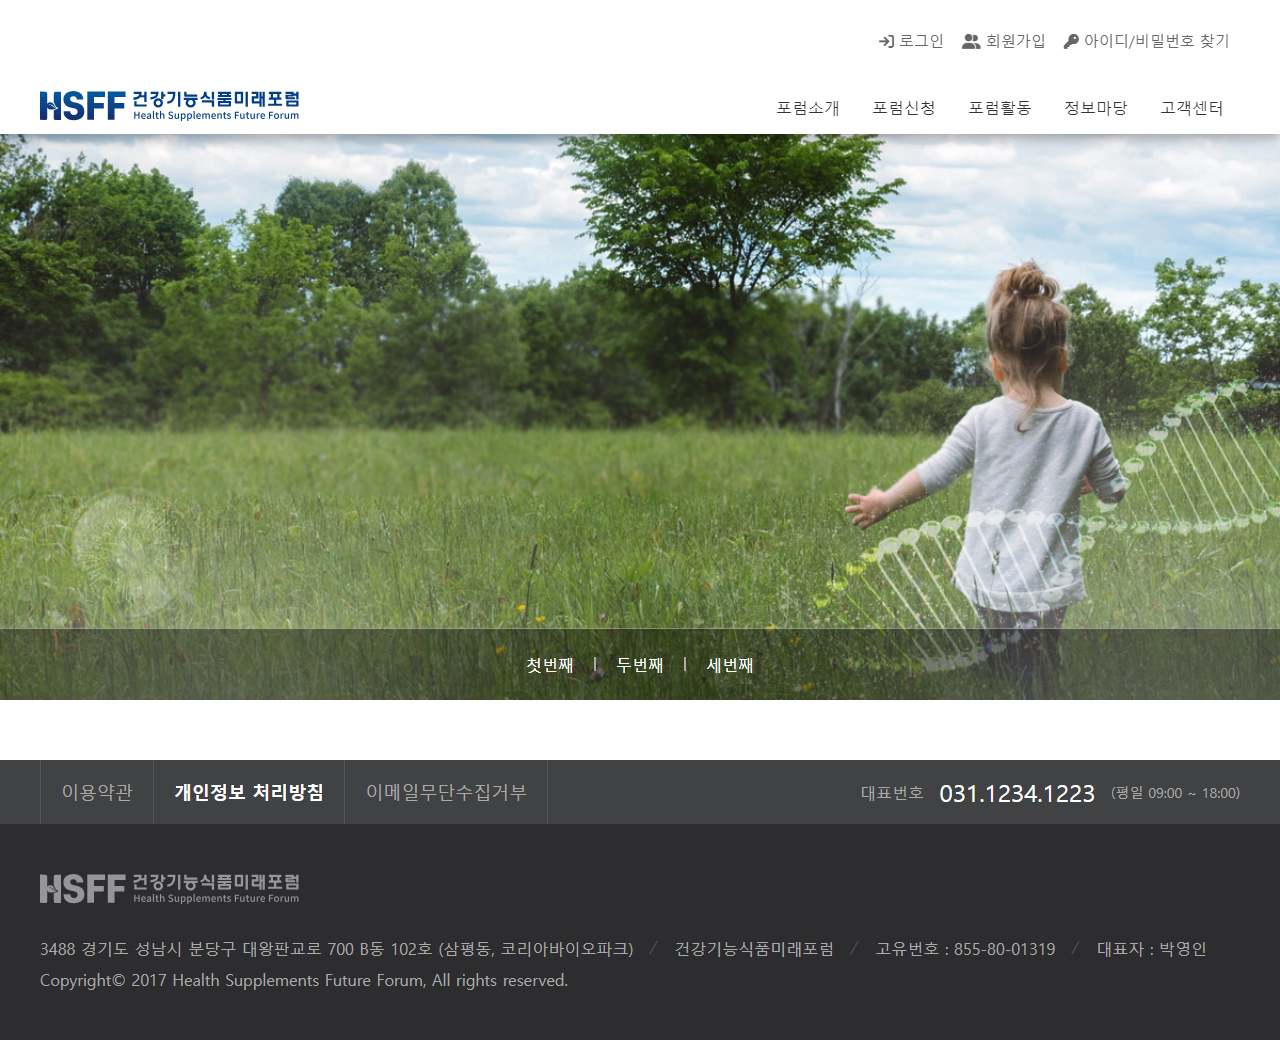 로그인 회원가입 아이디/비밀번호 찾기
HSFF 건강기능식품미래포럼
Health Supplements Future Forum
포럼소개 포럼신청 포럼활동 정보마당 고객센터
첫번째 | 두번째 | 세번째
이용약관 개인정보 처리방침 이메일무단수집거부 대표번호 031.1234.1223 (평일 09:00 ~ 18:00)
HSFF 건강기능식품미래포럼
Health Supplements Future Forum
3488 경기도 성남시 분당구 대왕판교로 700 B동 102호 (삼평동, 코리아바이오파크) / 건강기능식품미래포럼 / 고유번호 : 855-80-01319 / 대표자 : 박영인
Copyright© 2017 Health Supplements Future Forum, All rights reserved.